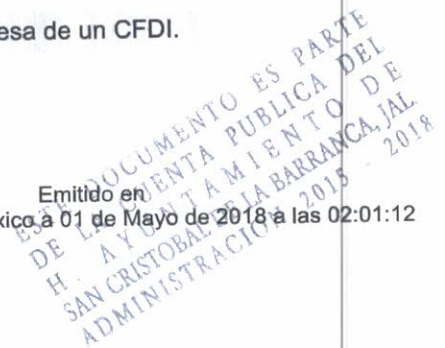 esa de un CFDI.
ESTE DOCUMENTO ES PARTE
DE LA CUENTA PUBLICA DEL
H. AYUNTAMIENTO DE
SAN CRISTOBAL DE LA BARRANCA, JAL.
ADMINISTRACION 2015 - 2018
Emitido en
xico a 01 de Mayo de 2018 a las 02:01:12